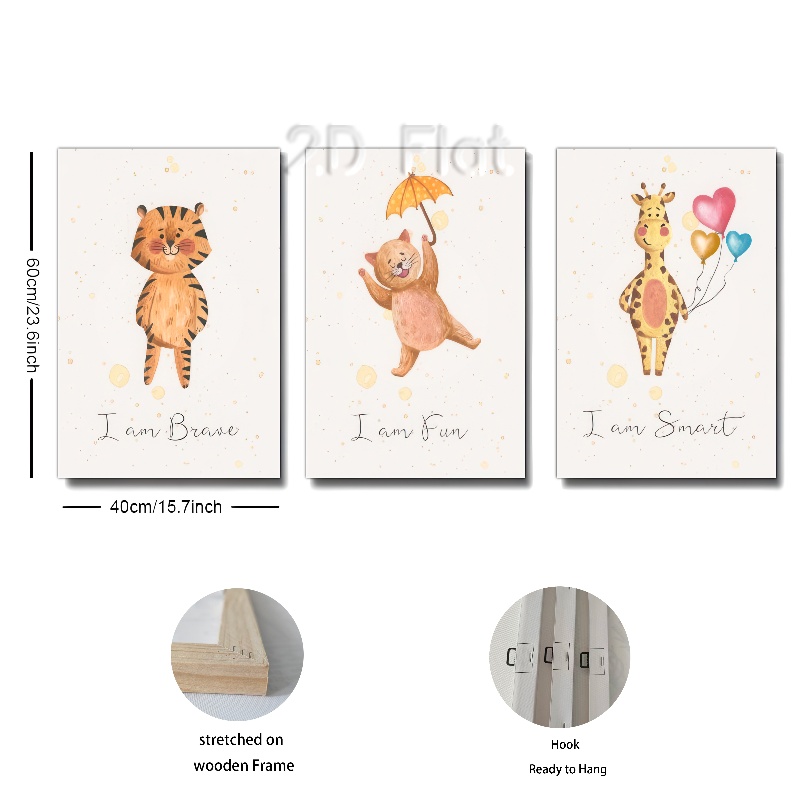 2D Flat
60cm/23.6inch
I am Brave
I am Fun
I am Smart
40cm/15.7inch
stretched on
wooden Frame
Hook
Ready to Hang